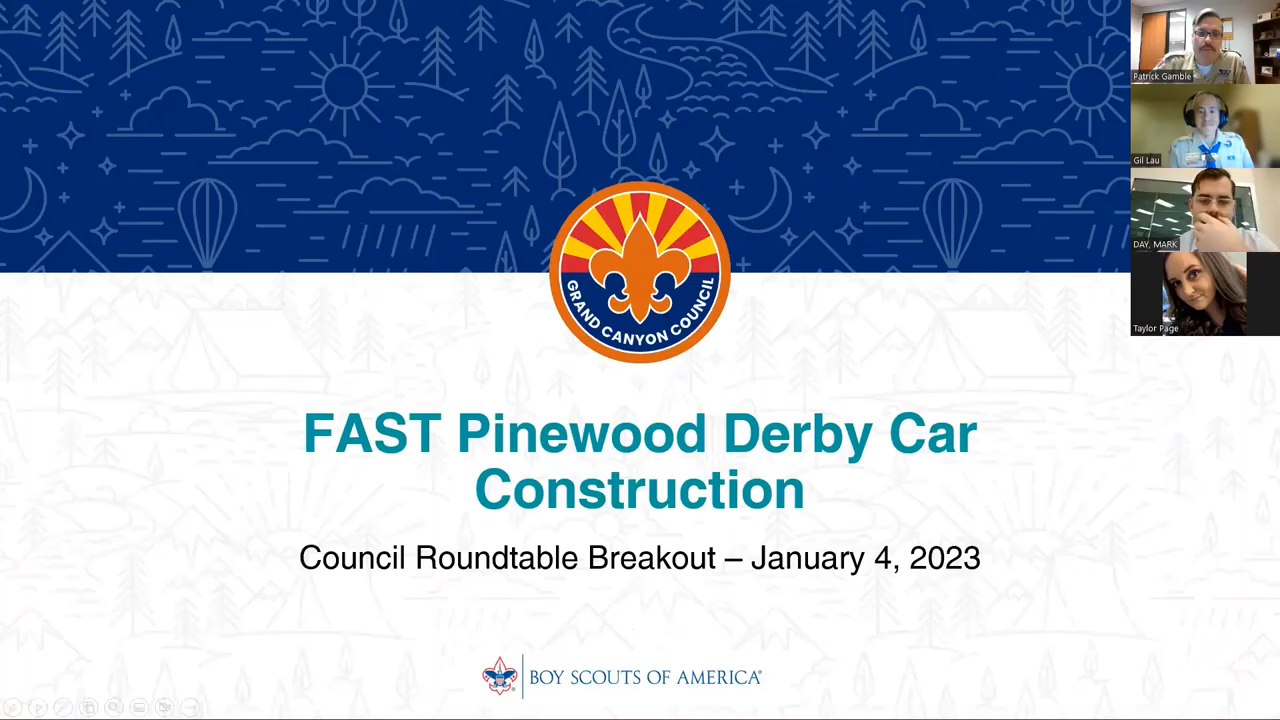 Patrick Gamble
Gil Lau
DAY, MARK
Taylor Page
GRAND CANYON COUNCIL
FAST Pinewood Derby Car
Construction
Council Roundtable Breakout – January 4, 2023
BOY SCOUTS OF AMERICA®